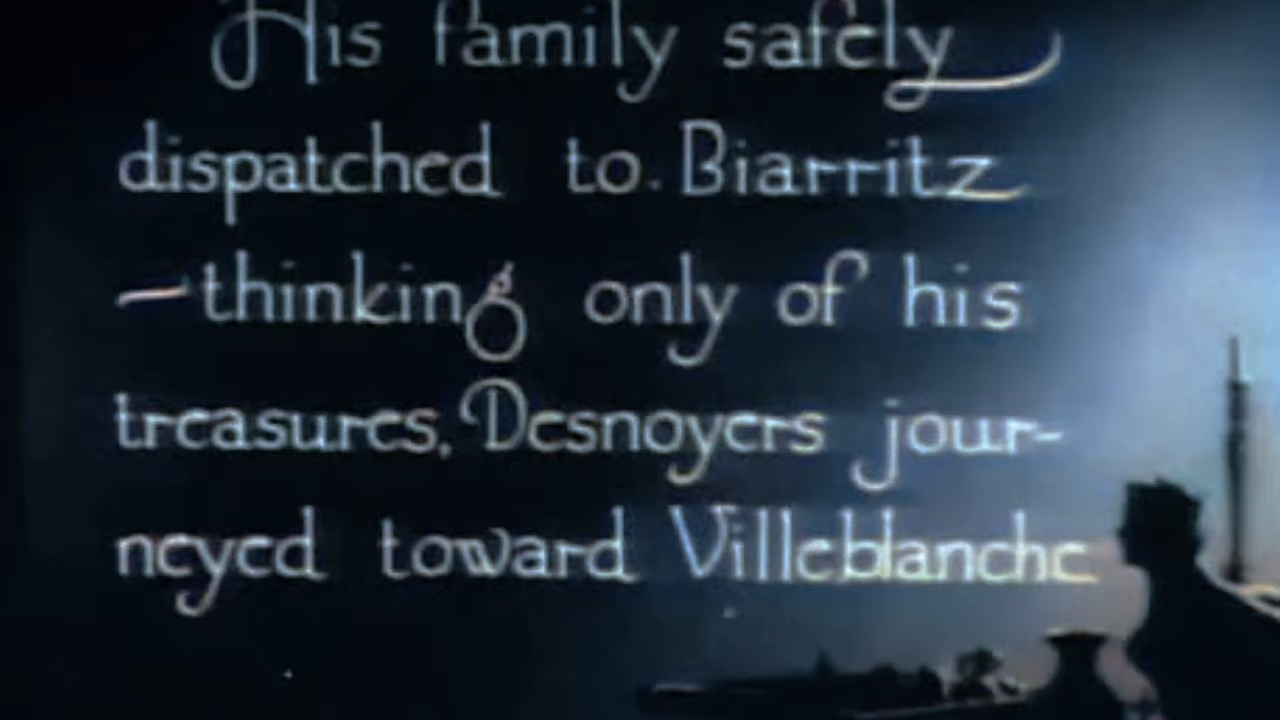 His family safely
dispatched to Biarritz
—thinking only of his
treasures, Desnoyers jour-
neyed toward Villeblanche